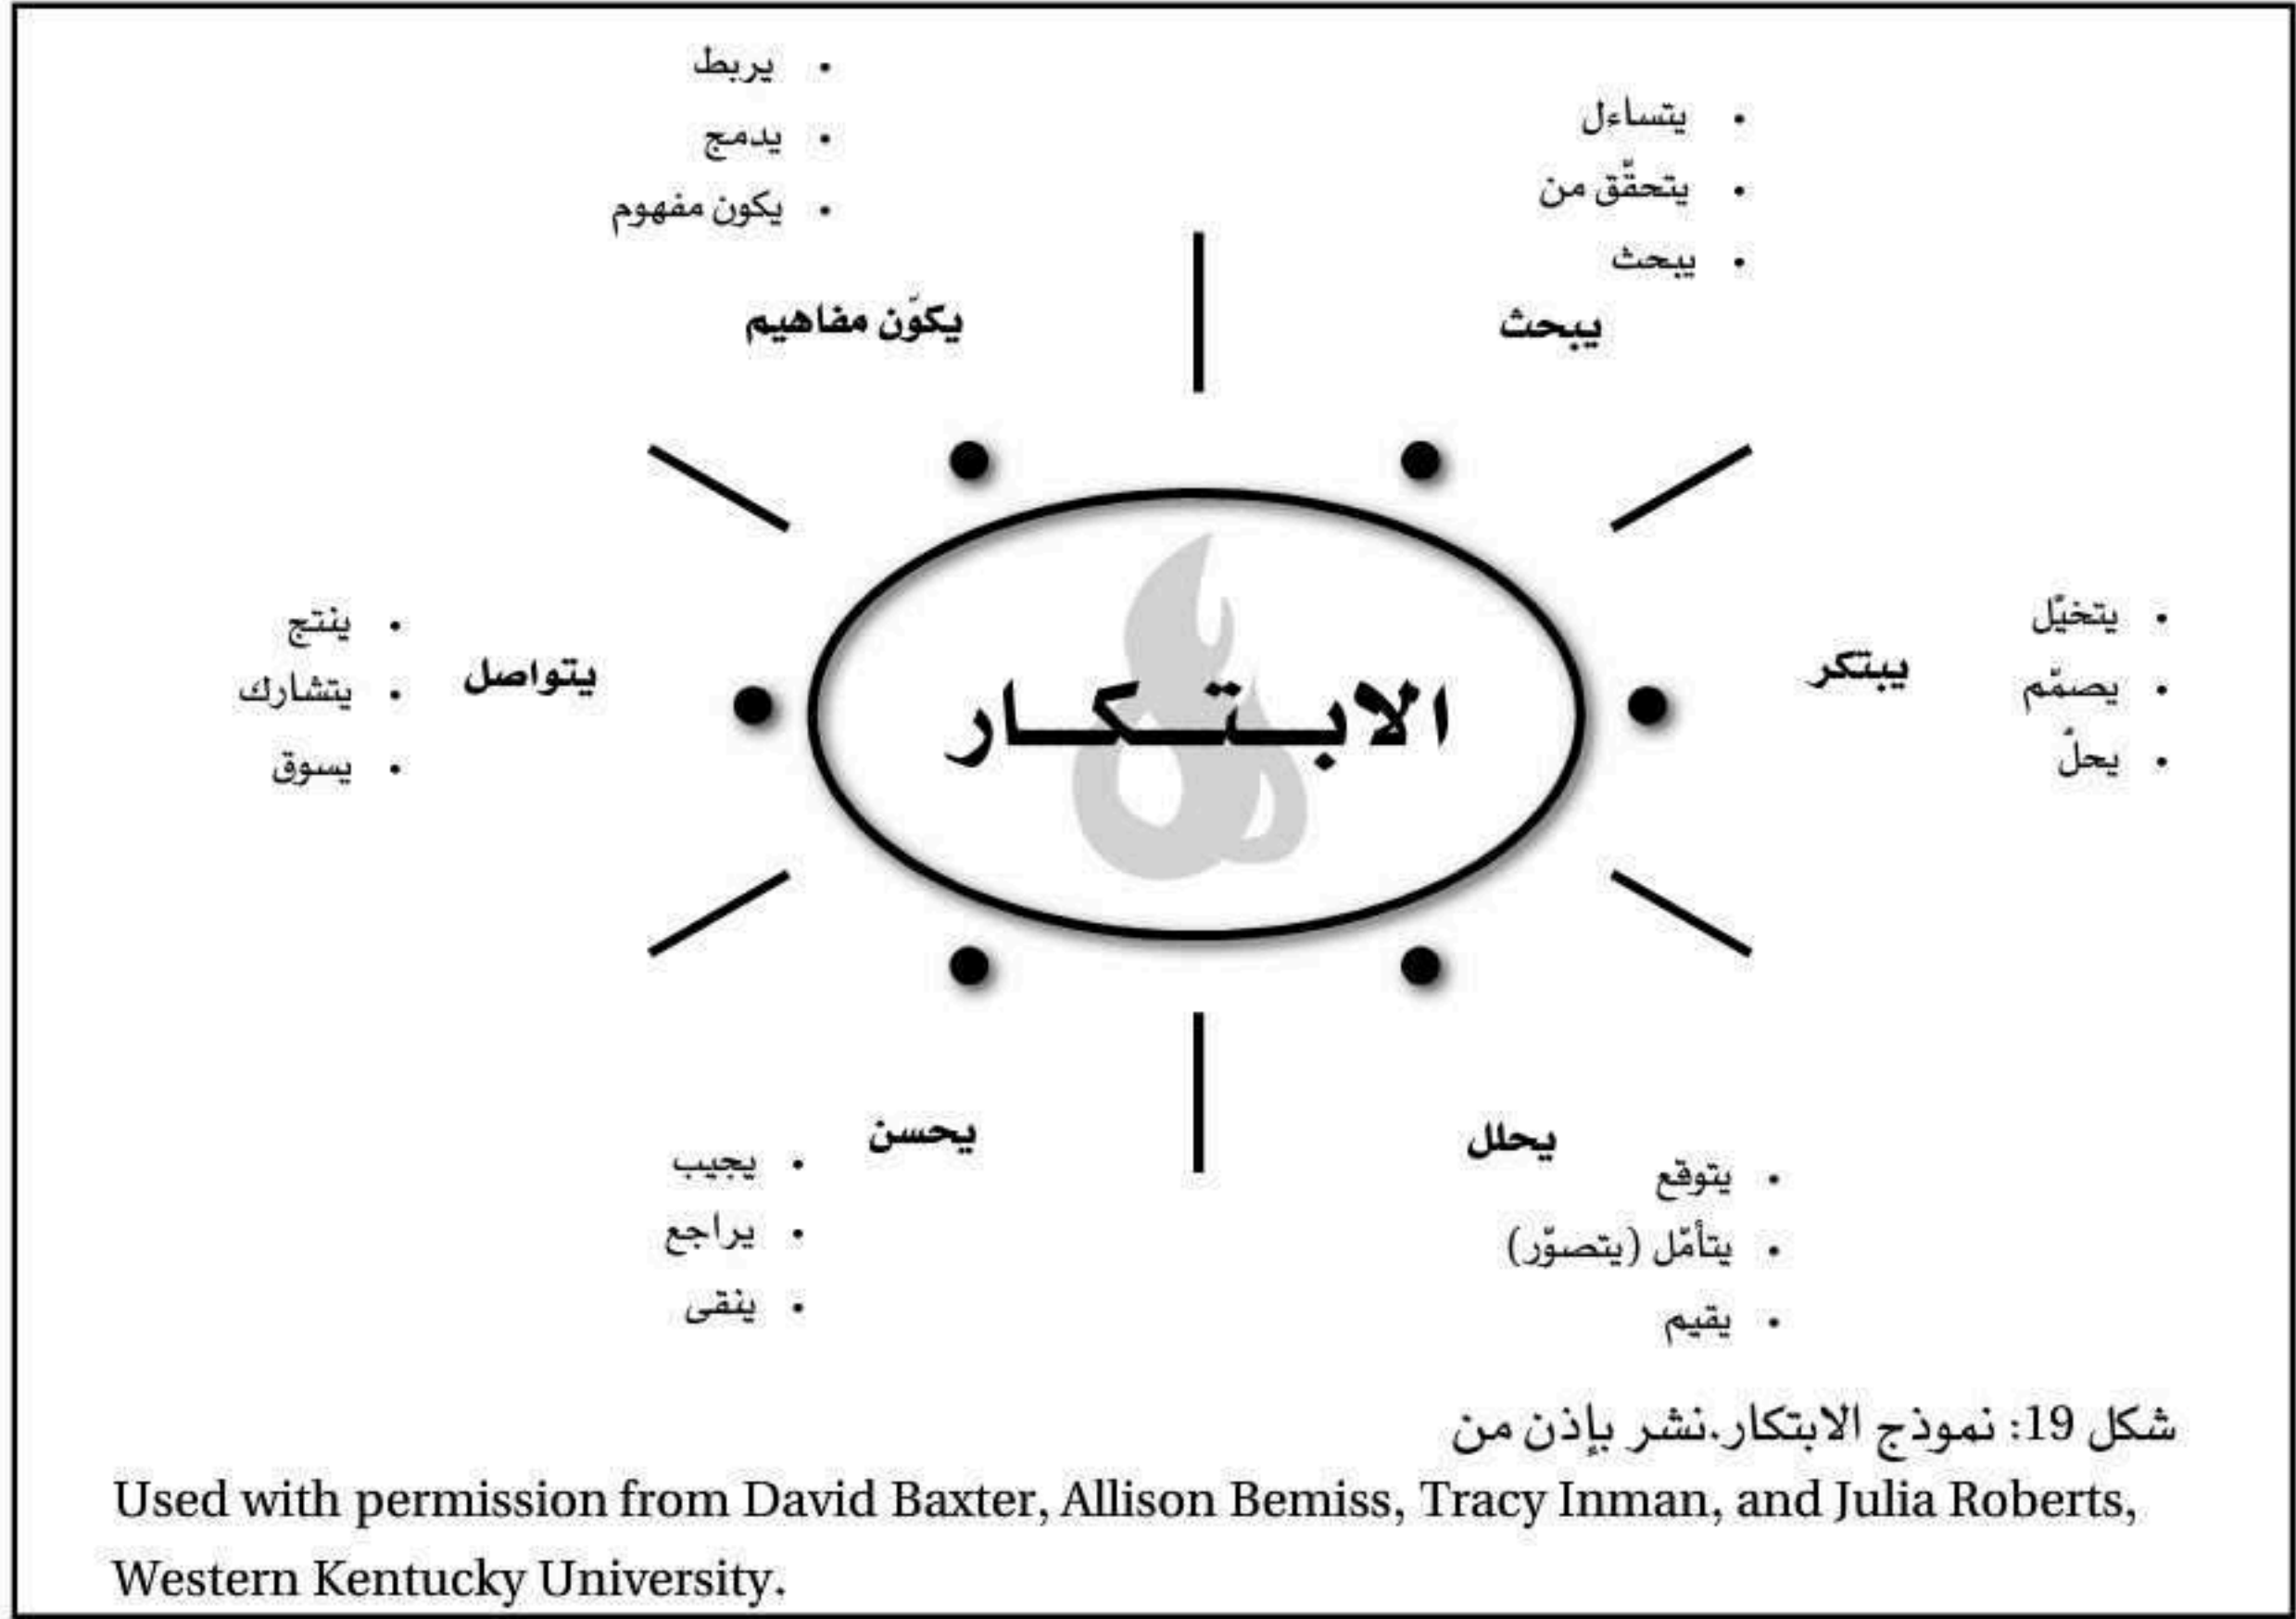 يتساءل
يتحقّق من
يبحث
يبحث
يتخيّل
يصمّم
يحلّ
يبتكر
يحلل
يتوقع
يتأمّل (يتصوّر)
يقيم
يحسن
يجيب
يراجع
ينقى
يتواصل
ينتج
يتشارك
يسوق
يربط
يدمج
يكون مفهوم
يكوّن مفاهيم
الابتكار
شكل 19: نموذج الابتكار.نشر بإذن من
Used with permission from David Baxter, Allison Bemiss, Tracy Inman, and Julia Roberts,
Western Kentucky University.